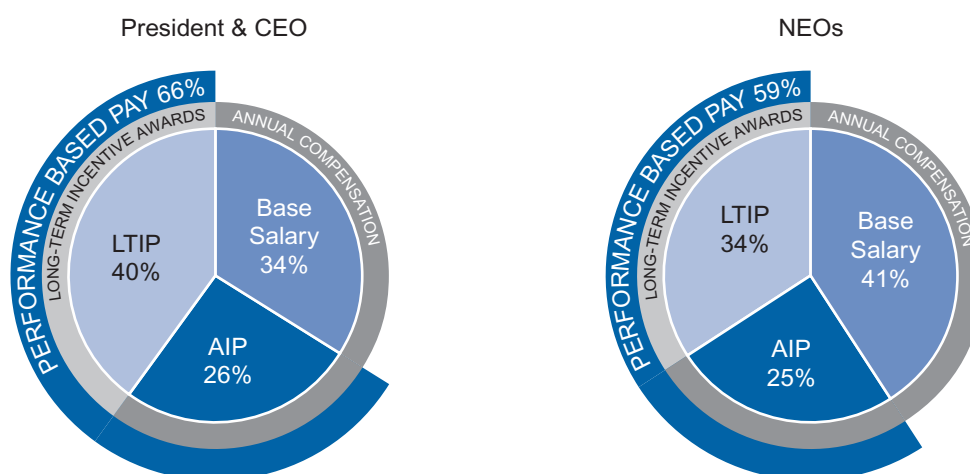 President & CEO
PERFORMANCE BASED PAY 66%
LONG-TERM INCENTIVE AWARDS
ANNUAL COMPENSATION
LTIP
40%
Base
Salary
34%
AIP
26%
NEOs
PERFORMANCE BASED PAY 59%
LONG-TERM INCENTIVE AWARDS
ANNUAL COMPENSATION
LTIP
34%
Base
Salary
41%
AIP
25%